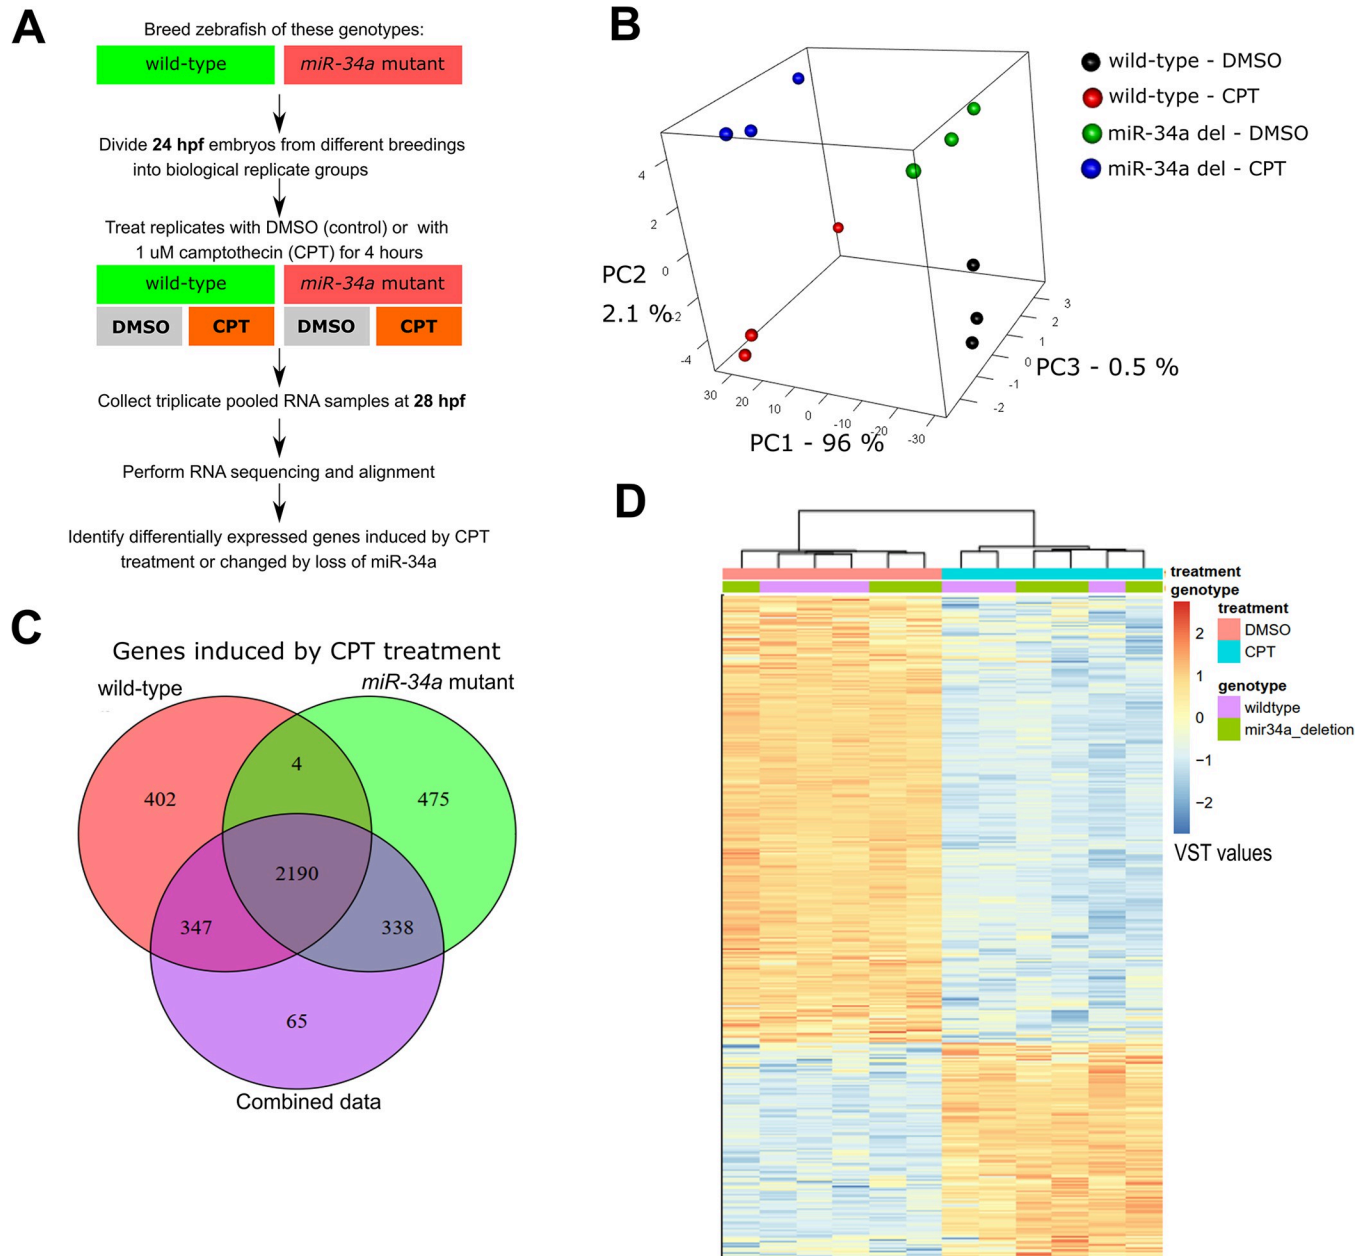 A
Breed zebrafish of these genotypes:
wild-type
miR-34a mutant
Divide 24 hpf embryos from different breedings
into biological replicate groups
Treat replicates with DMSO (control) or with
1 uM camptothecin (CPT) for 4 hours
wild-type
miR-34a mutant
DMSO
CPT
DMSO
CPT
Collect triplicate pooled RNA samples at 28 hpf
Perform RNA sequencing and alignment
Identify differentially expressed genes induced by CPT
treatment or changed by loss of miR-34a
B
wild-type - DMSO
wild-type - CPT
miR-34a del - DMSO
miR-34a del - CPT
4
2
0
-2
-4
PC2
2.1 %
30
20
10
0
-10
-20
-30
PC1 - 96 %
3
2
1
0
-1
-2
PC3 - 0.5 %
C
Genes induced by CPT treatment
wild-type
miR-34a mutant
4
402
475
2190
347
338
65
Combined data
D
treatment
genotype
2
1
0
−1
−2
VST values
treatment
DMSO
CPT
genotype
wildtype
mir34a_deletion